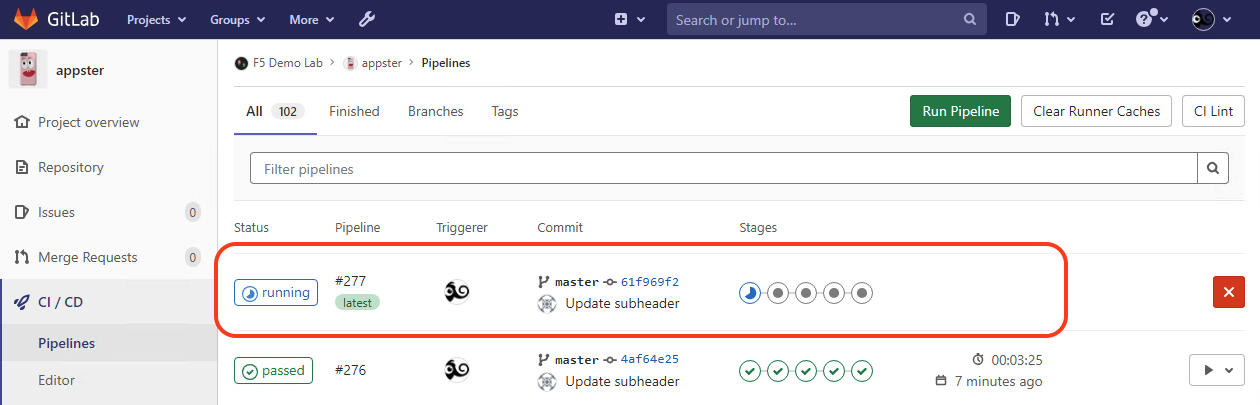 GitLab Projects Groups More Search or jump to...
appster
F5 Demo Lab > appster > Pipelines
All 102 Finished Branches Tags Run Pipeline Clear Runner Caches CI Lint
Project overview
Filter pipelines
Repository
Issues 0
Status Pipeline Triggerer Commit Stages
Merge Requests 0
#277 master 61f969f2
running
latest Update subheader
CI / CD
Pipelines
master 4af64e25 00:03:25
passed #276
Update subheader 7 minutes ago
Editor